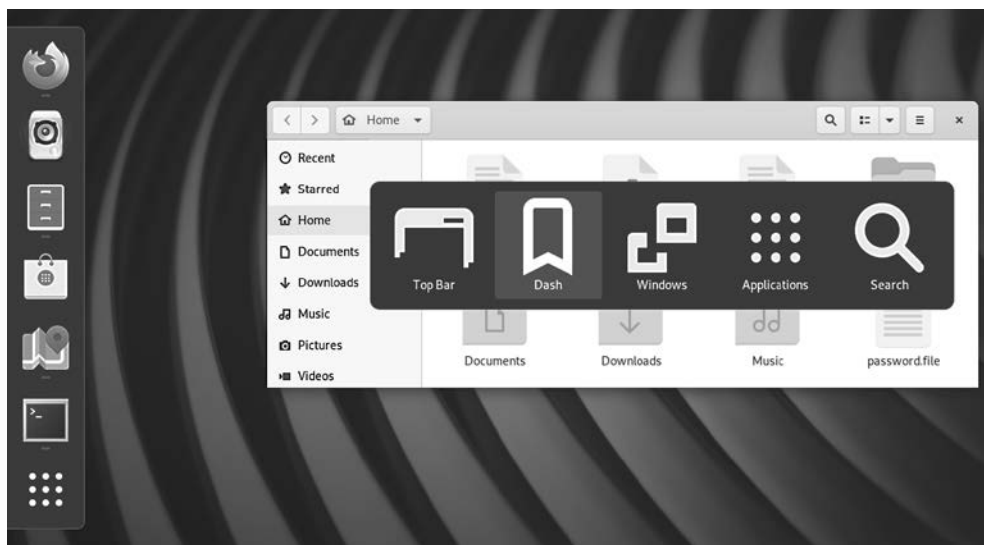 Home
Recent
Starred
Home
Documents
Downloads
Music
Pictures
Videos
Top Bar
Dash
Windows
Applications
Search
Documents
Downloads
Music
password.file
>_